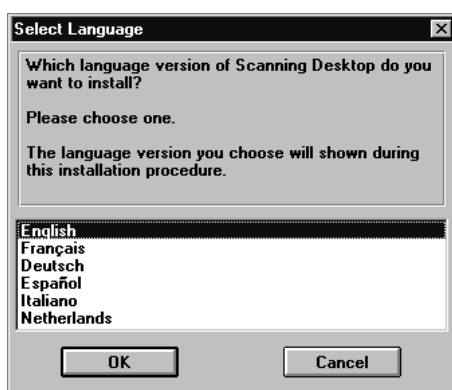 Select Language
Which language version of Scanning Desktop do you
want to install?
Please choose one.
The language version you choose will shown during
this installation procedure.
English
Français
Deutsch
Español
Italiano
Netherlands
OK
Cancel